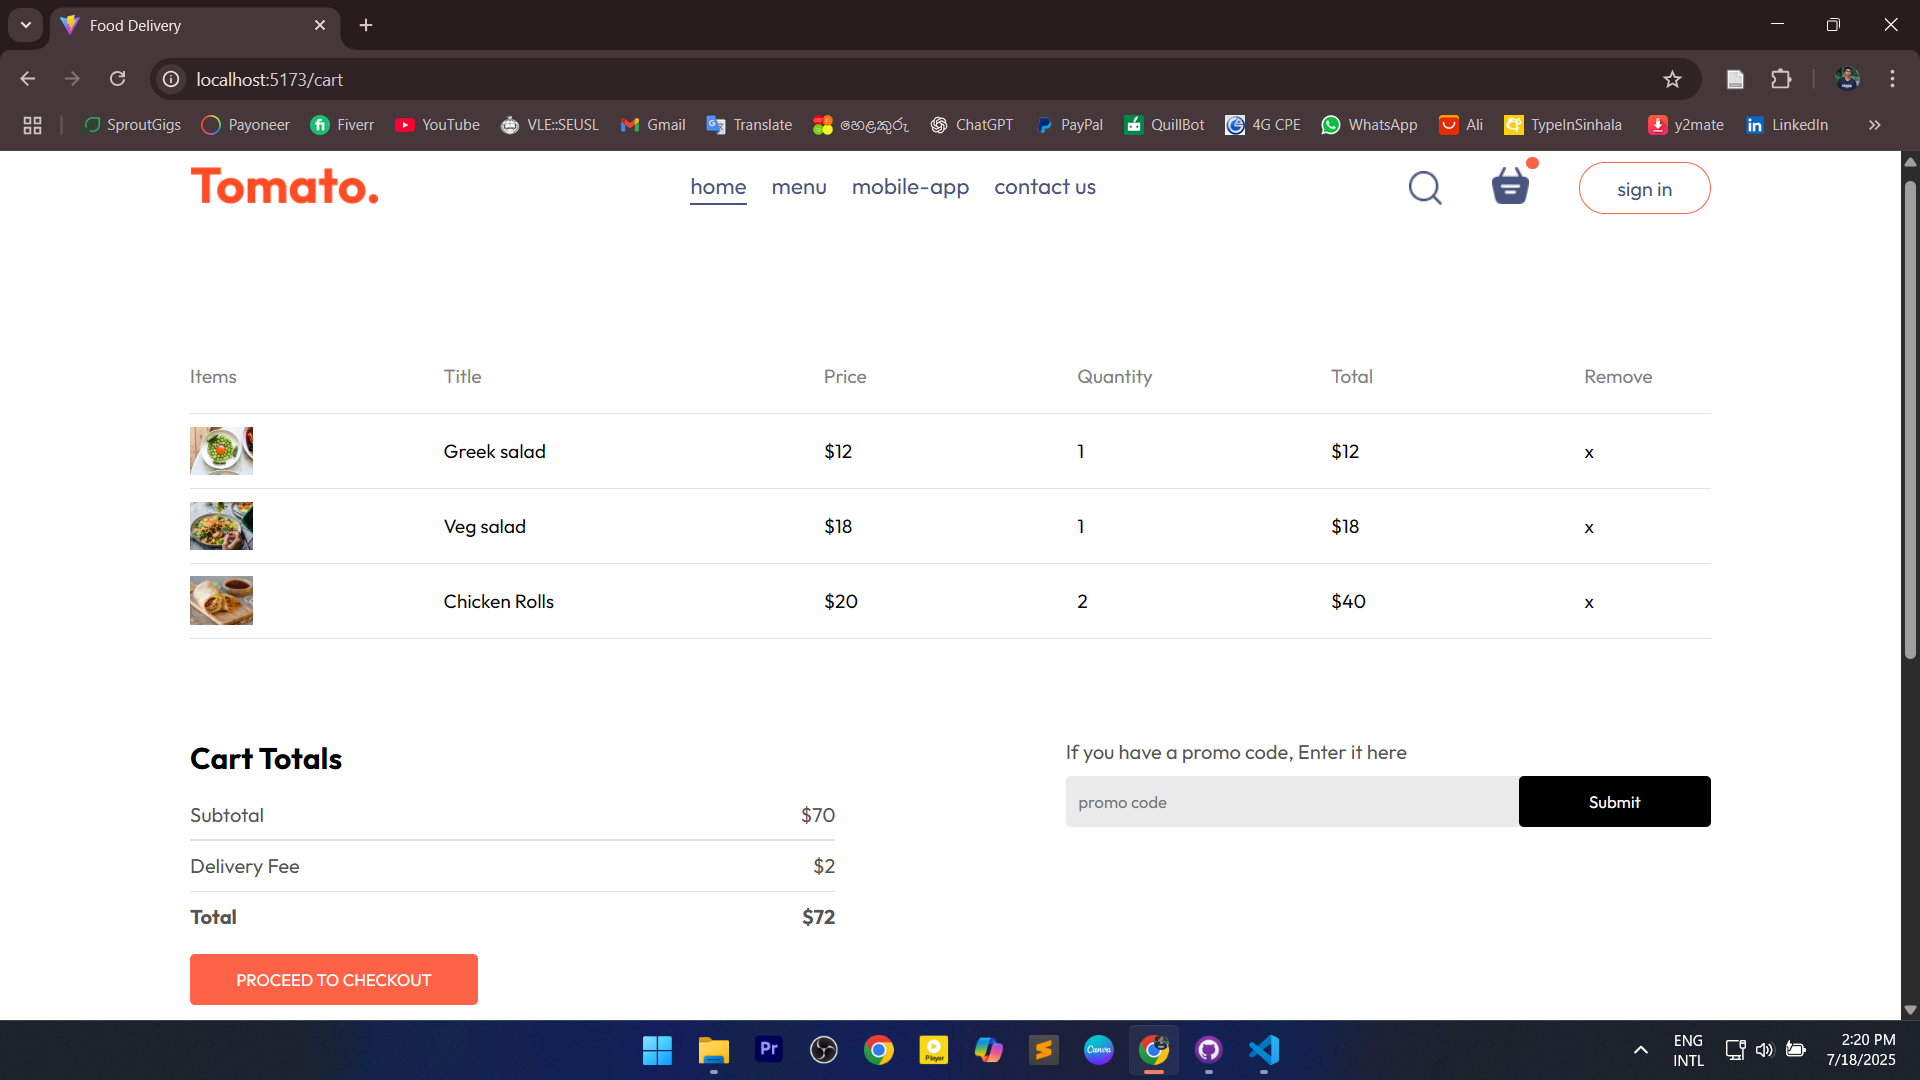 Food Delivery
localhost:5173/cart
SproutGigs Payoneer Fiverr YouTube VLE::SEUSL Gmail Translate හෙළකුරු ChatGPT PayPal QuillBot 4G CPE WhatsApp Ali TypeInSinhala y2mate LinkedIn
Tomato. home menu mobile-app contact us sign in
Items Title Price Quantity Total Remove
Greek salad $12 1 $12 x
Veg salad $18 1 $18 x
Chicken Rolls $20 2 $40 x
Cart Totals
If you have a promo code, Enter it here
promo code Submit
Subtotal $70
Delivery Fee $2
Total $72
PROCEED TO CHECKOUT
Pr Player Canva
ENG 2:20 PM
INTL 7/18/2025